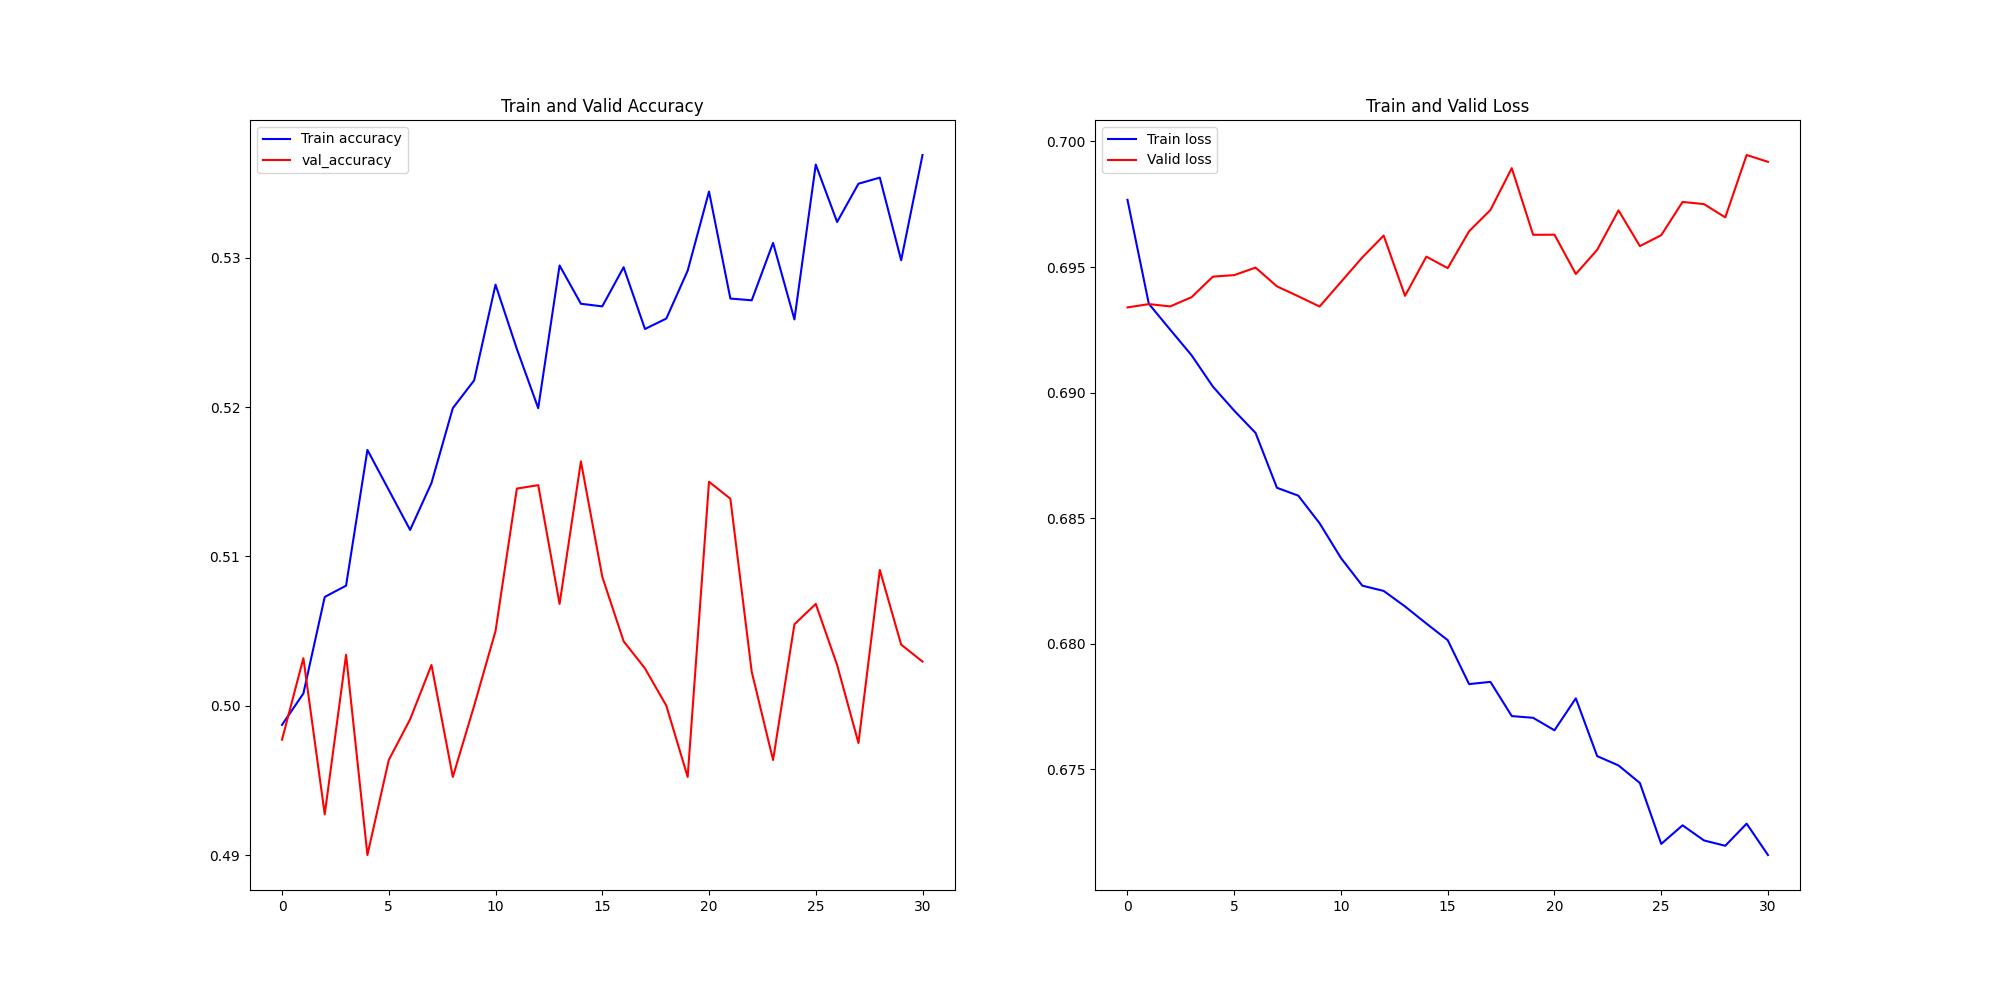 Train and Valid Accuracy
Train accuracy
val_accuracy
0.53
0.52
0.51
0.50
0.49
0 5 10 15 20 25 30
Train and Valid Loss
Train loss
Valid loss
0.700
0.695
0.690
0.685
0.680
0.675
0 5 10 15 20 25 30